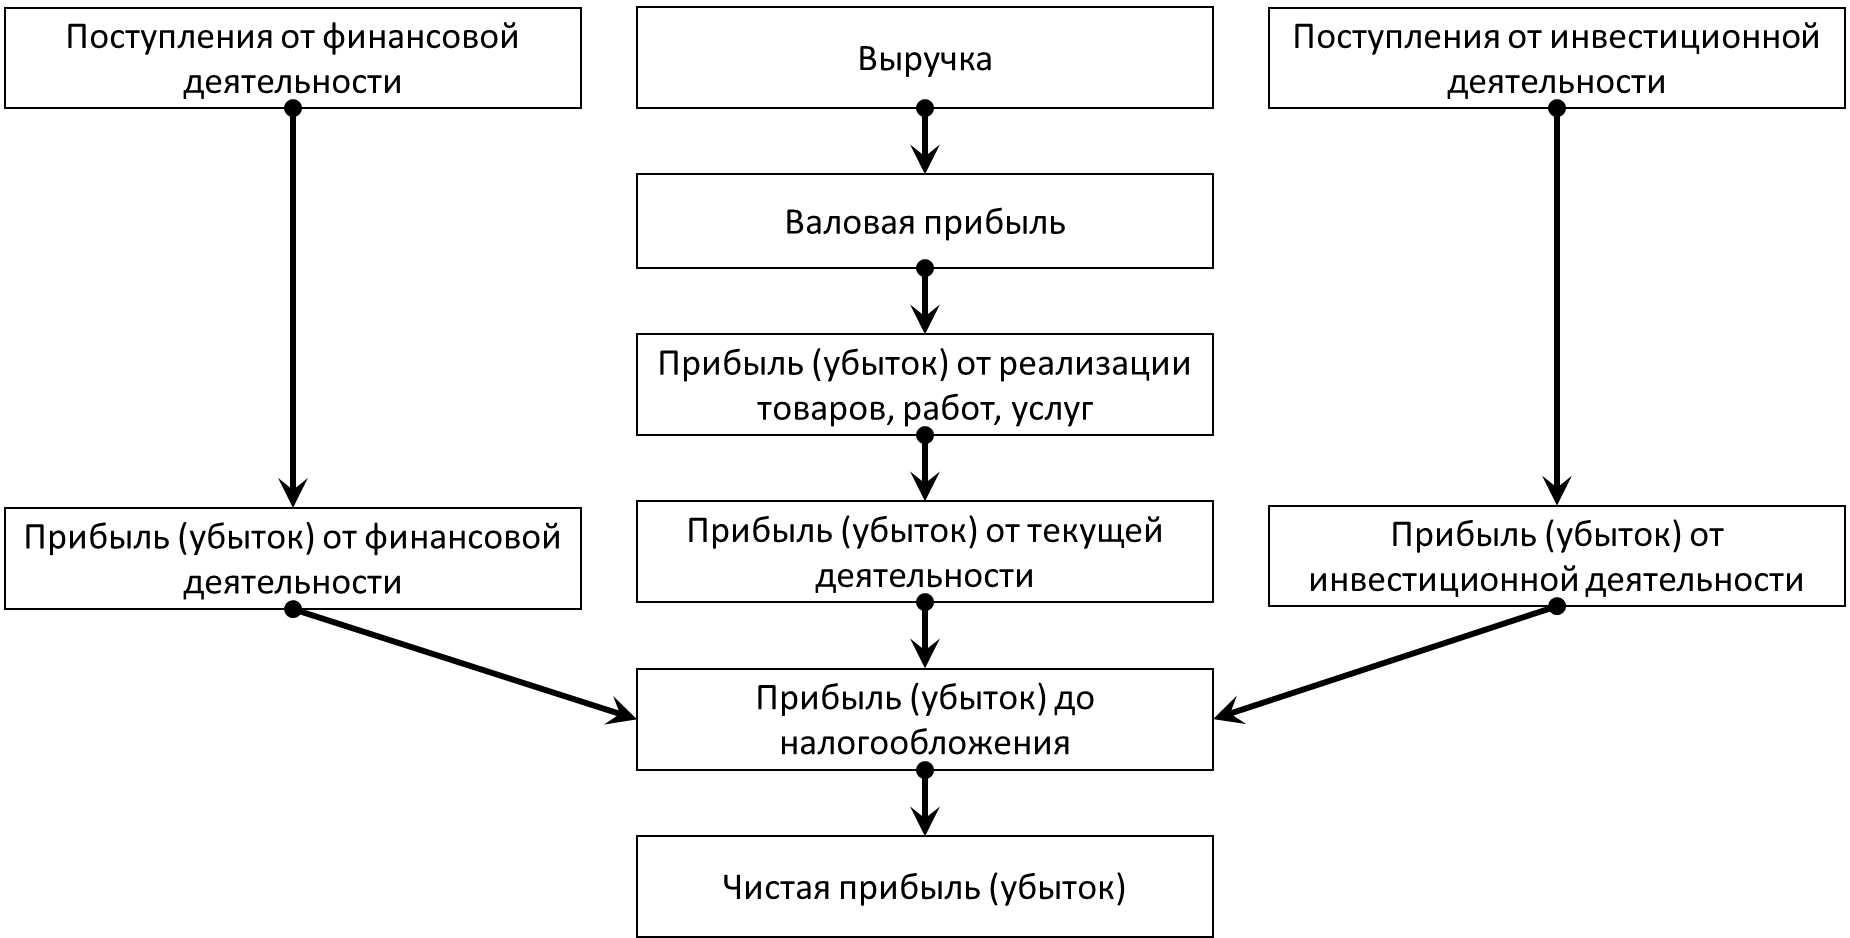 Поступления от финансовой
деятельности
Выручка
Поступления от инвестиционной
деятельности
Валовая прибыль
Прибыль (убыток) от реализации
товаров, работ, услуг
Прибыль (убыток) от финансовой
деятельности
Прибыль (убыток) от текущей
деятельности
Прибыль (убыток) от
инвестиционной деятельности
Прибыль (убыток) до
налогообложения
Чистая прибыль (убыток)